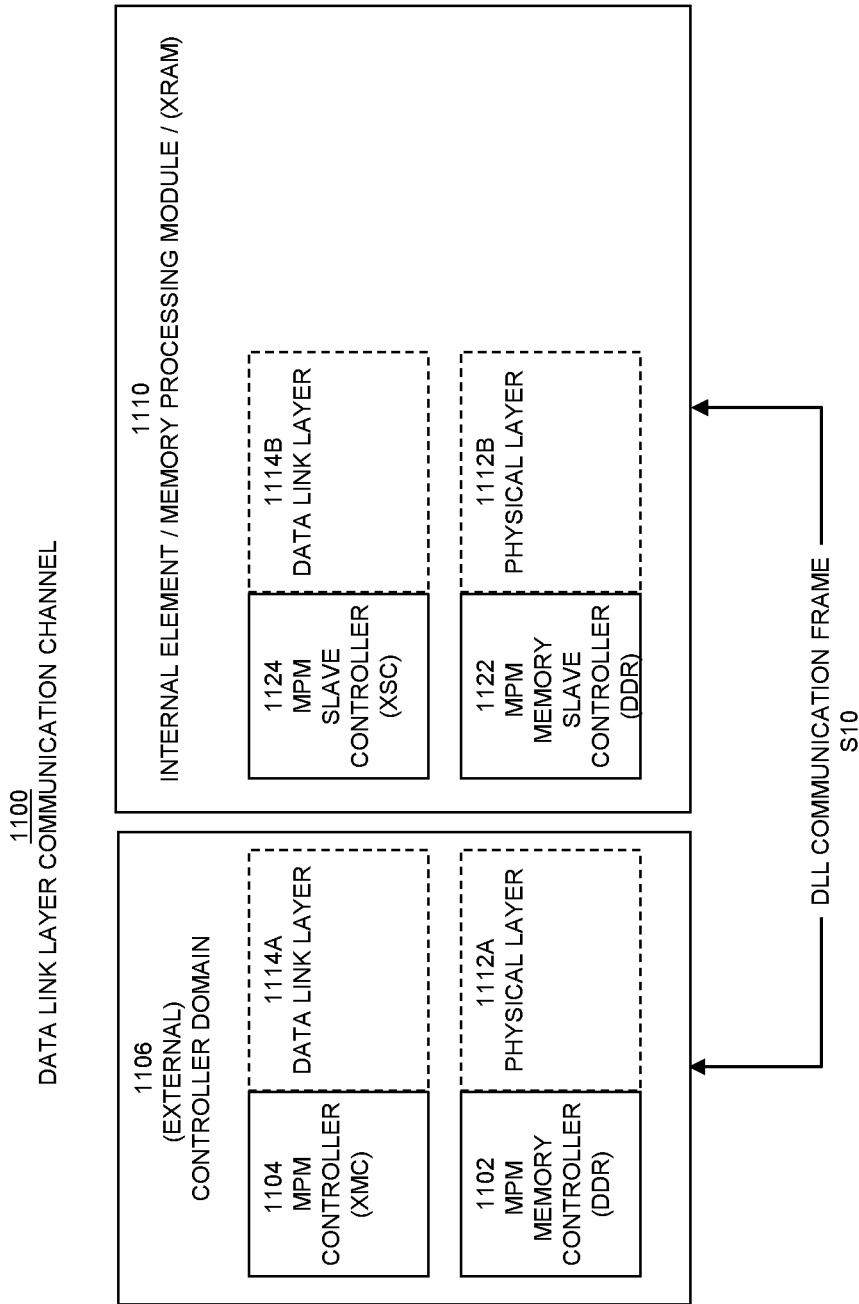 1100
DATA LINK LAYER COMMUNICATION CHANNEL
1106
(EXTERNAL)
CONTROLLER DOMAIN
1104
MPM
CONTROLLER
(XMC)
1114A
DATA LINK LAYER
1102
MPM
MEMORY
CONTROLLER
(DDR)
1112A
PHYSICAL LAYER
1110
INTERNAL ELEMENT / MEMORY PROCESSING MODULE / (XRAM)
1124
MPM
SLAVE
CONTROLLER
(XSC)
1114B
DATA LINK LAYER
1122
MPM
MEMORY
SLAVE
CONTROLLER
(DDR)
1112B
PHYSICAL LAYER
DLL COMMUNICATION FRAME
S10